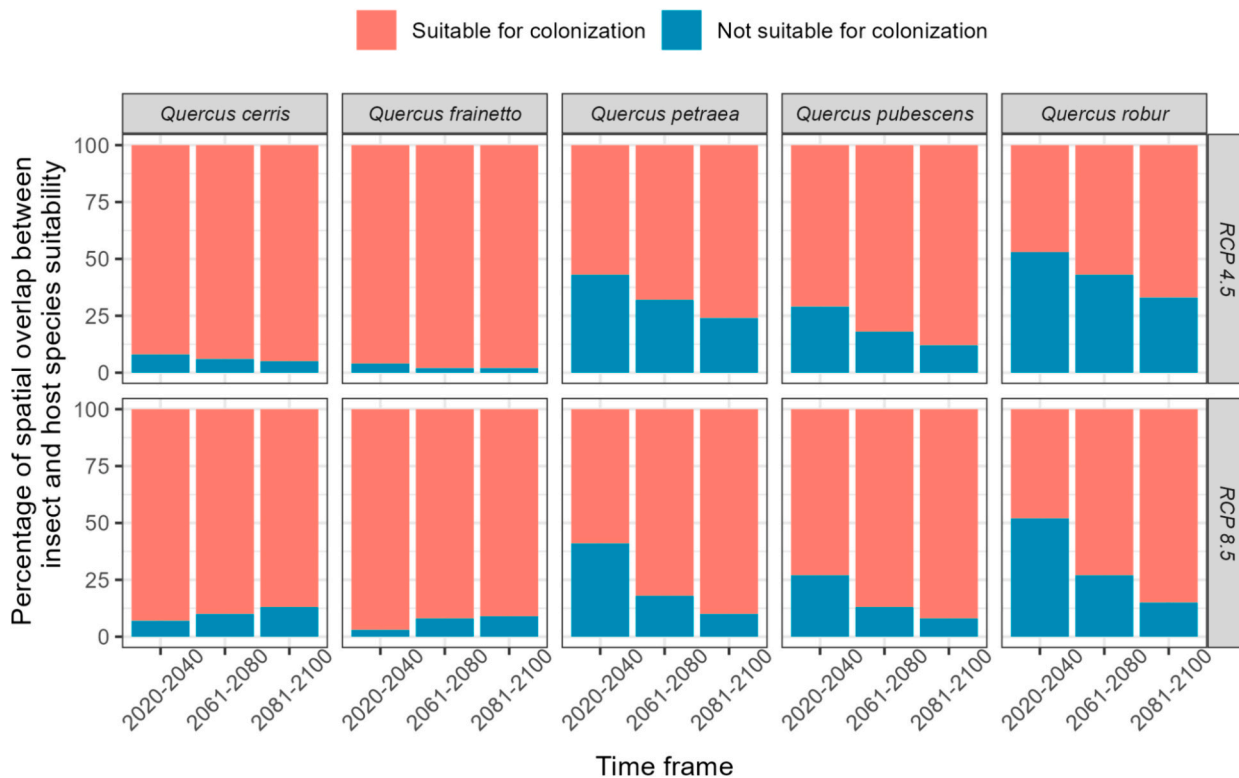 Suitable for colonization
Not suitable for colonization
Quercus cerris
Quercus frainetto
Quercus petraea
Quercus pubescens
Quercus robur
Percentage of spatial overlap between
insect and host species suitability
100
75
50
25
0
RCP 4.5
100
75
50
25
0
RCP 8.5
2020-2040
2061-2080
2081-2100
2020-2040
2061-2080
2081-2100
2020-2040
2061-2080
2081-2100
2020-2040
2061-2080
2081-2100
2020-2040
2061-2080
2081-2100
Time frame